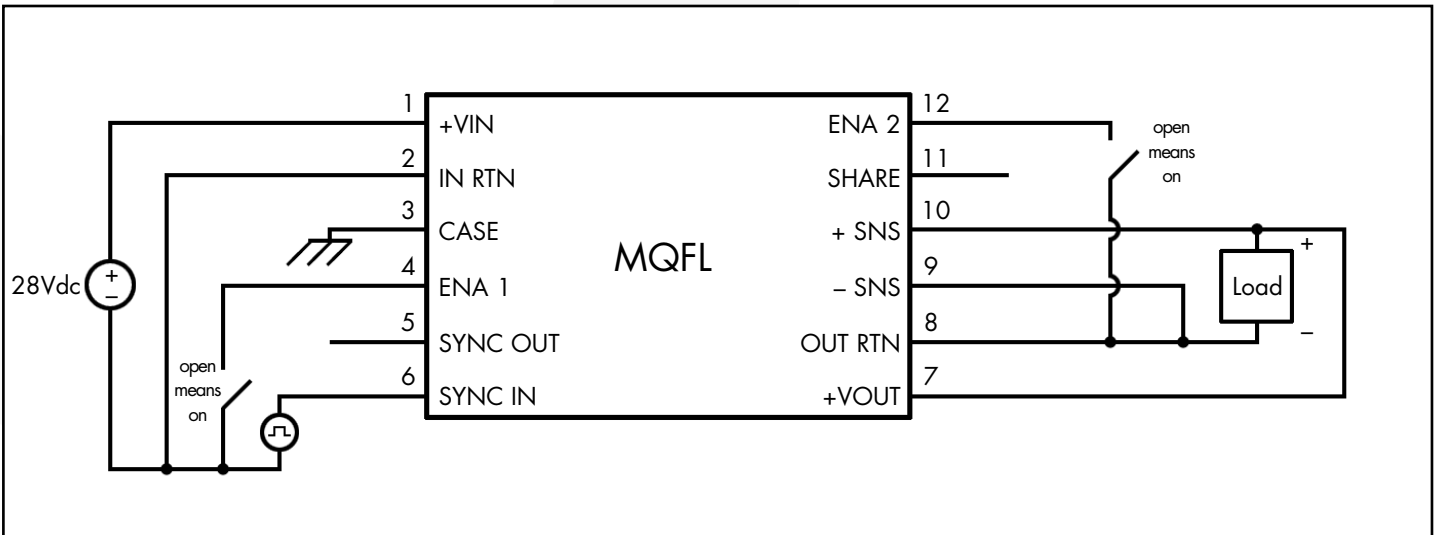 1
+VIN
2
IN RTN
3
CASE
4
ENA 1
5
SYNC OUT
6
SYNC IN
MQFL
12
ENA 2
11
SHARE
10
+ SNS
9
– SNS
8
OUT RTN
7
+VOUT
28Vdc
+
–
open
means
on
open
means
on
+
Load
–